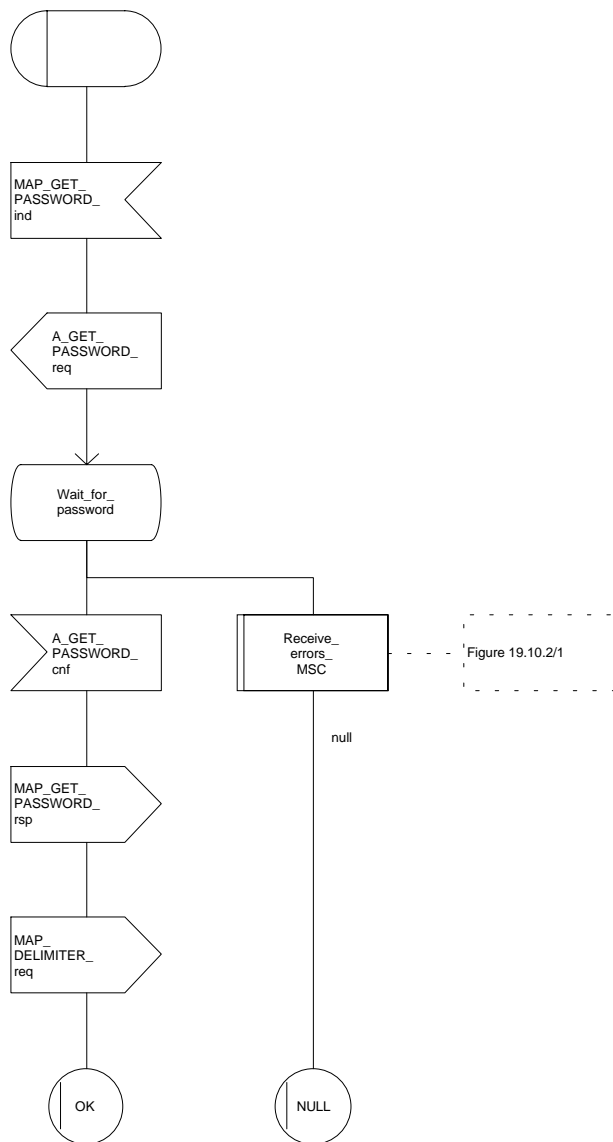 MAP_GET_
PASSWORD_
ind
A_GET_
PASSWORD_
req
Wait_for_
password
A_GET_
PASSWORD_
cnf
Receive_
errors_
MSC
Figure 19.10.2/1
null
MAP_GET_
PASSWORD_
rsp
MAP_
DELIMITER_
req
OK
NULL